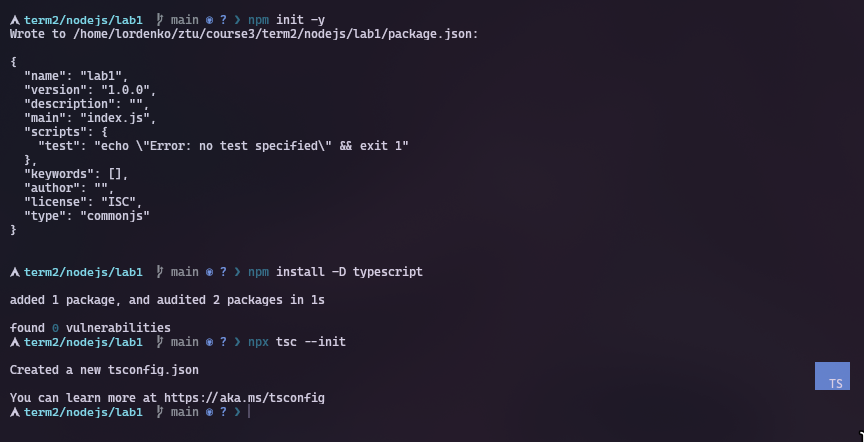 term2/nodejs/lab1 main ? ❯ npm init -y
Wrote to /home/lordenko/ztu/course3/term2/nodejs/lab1/package.json:
{
  "name": "lab1",
  "version": "1.0.0",
  "description": "",
  "main": "index.js",
  "scripts": {
    "test": "echo \"Error: no test specified\" && exit 1"
  },
  "keywords": [],
  "author": "",
  "license": "ISC",
  "type": "commonjs"
}
term2/nodejs/lab1 main ? ❯ npm install -D typescript
added 1 package, and audited 2 packages in 1s
found 0 vulnerabilities
term2/nodejs/lab1 main ? ❯ npx tsc --init
Created a new tsconfig.json
TS
You can learn more at https://aka.ms/tsconfig
term2/nodejs/lab1 main ? ❯